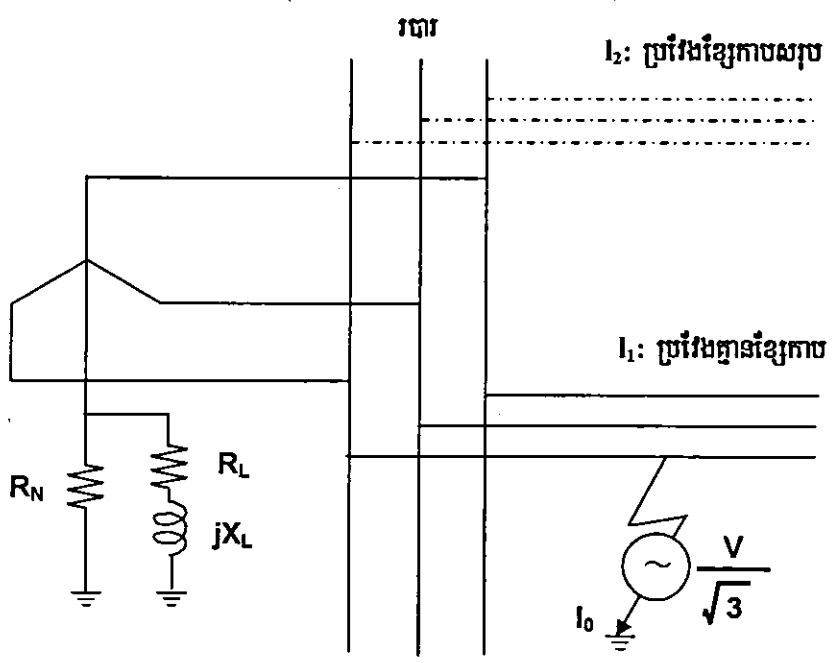 របារ
l₂: ប្រវែងខ្សែកាបសរុប
l₁: ប្រវែងគ្មានខ្សែកាប
R_N
R_L
jX_L
V
√3
I₀
~